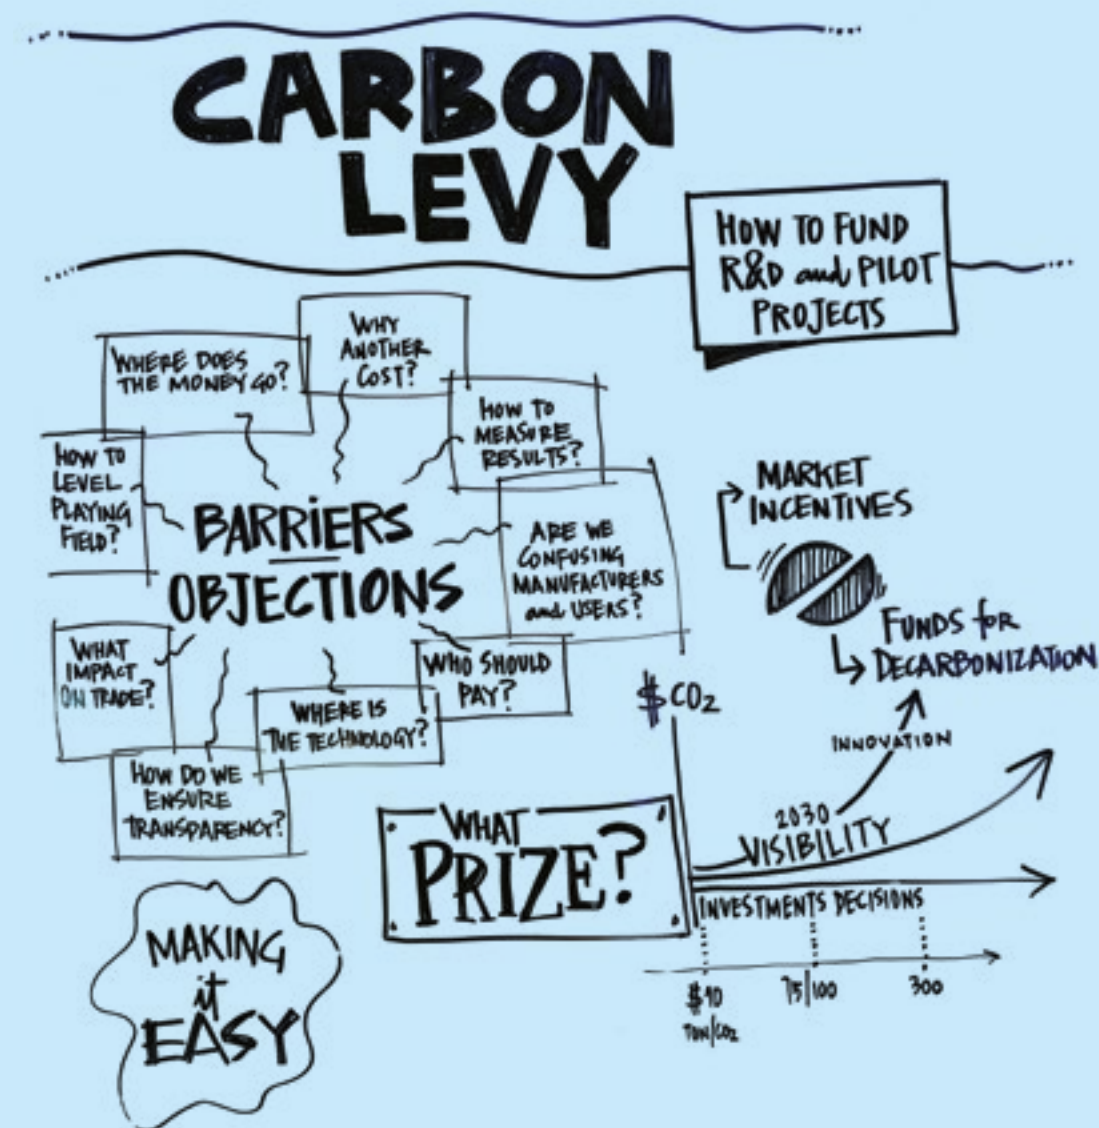 CARBON
LEVY
HOW TO FUND
R&D and PILOT
PROJECTS
WHY
ANOTHER
COST?
WHERE DOES
THE MONEY GO?
HOW TO
MEASURE
RESULTS?
HOW TO
LEVEL
PLAYING
FIELD?
BARRIERS
OBJECTIONS
ARE WE
CONFUSING
MANUFACTURERS
and USERS?
WHAT
IMPACT
ON TRADE?
WHO SHOULD
PAY?
WHERE IS
THE TECHNOLOGY?
HOW DO WE
ENSURE
TRANSPARENCY?
MAKING
it
EASY
MARKET
INCENTIVES
FUNDS for
DECARBONIZATION
INNOVATION
$ CO2
2030
VISIBILITY
WHAT
PRIZE?
INVESTMENTS DECISIONS
75/100
300
TON/CO2